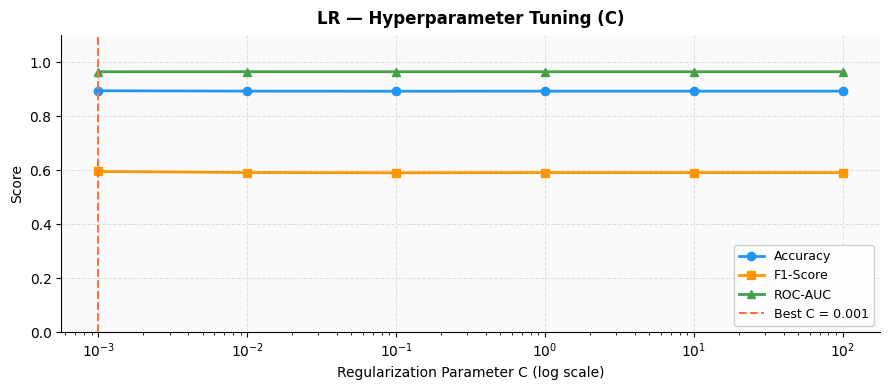 LR — Hyperparameter Tuning (C)
Score
1.0
0.8
0.6
0.4
0.2
0.0
10⁻³ 10⁻² 10⁻¹ 10⁰ 10¹ 10²
Regularization Parameter C (log scale)
Accuracy
F1-Score
ROC-AUC
Best C = 0.001